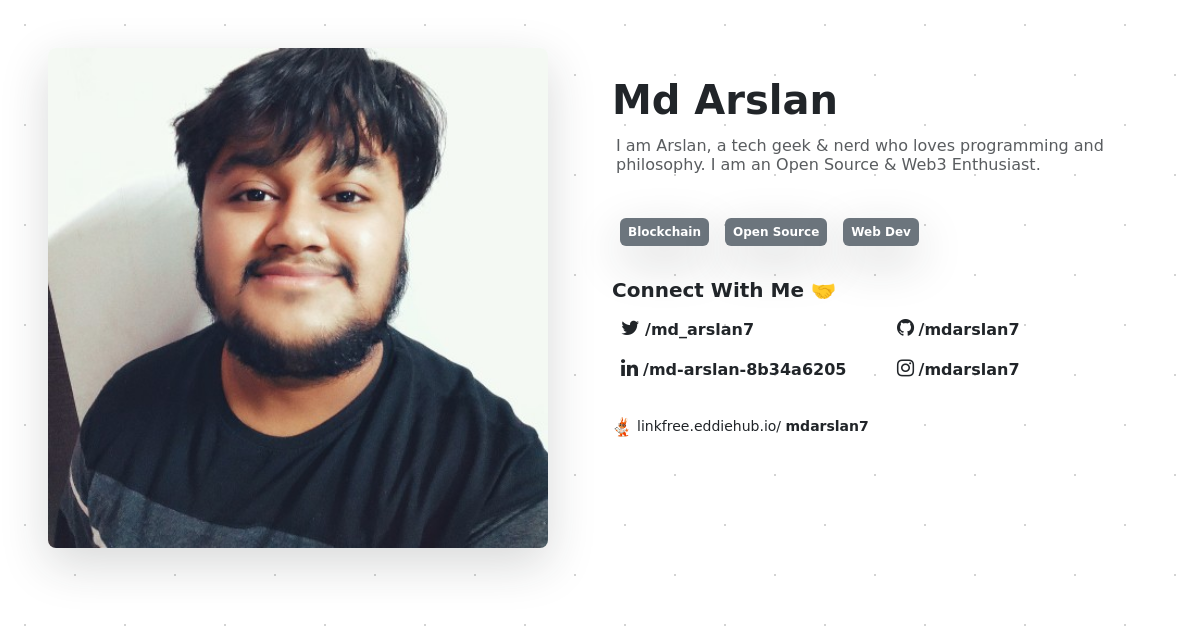 Md Arslan
I am Arslan, a tech geek & nerd who loves programming and
philosophy. I am an Open Source & Web3 Enthusiast.
Blockchain Open Source Web Dev
Connect With Me 🤝
/md_arslan7 /mdarslan7
/md-arslan-8b34a6205 /mdarslan7
linkfree.eddiehub.io/ mdarslan7